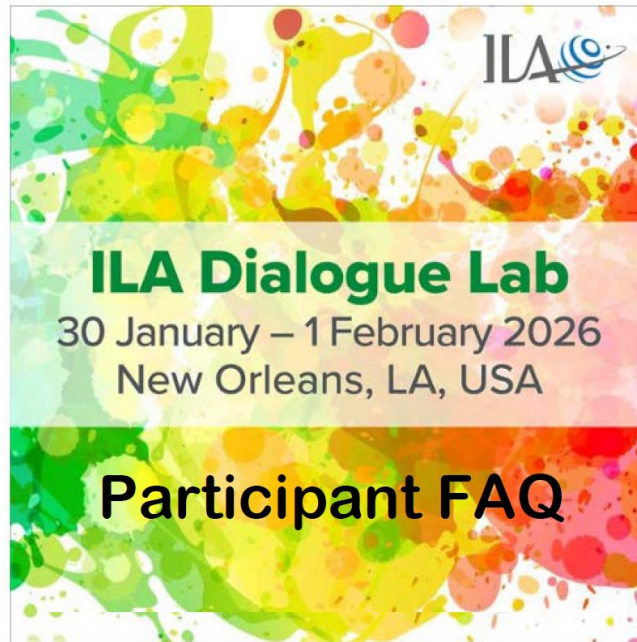 ILA
ILA Dialogue Lab
30 January – 1 February 2026
New Orleans, LA, USA
Participant FAQ